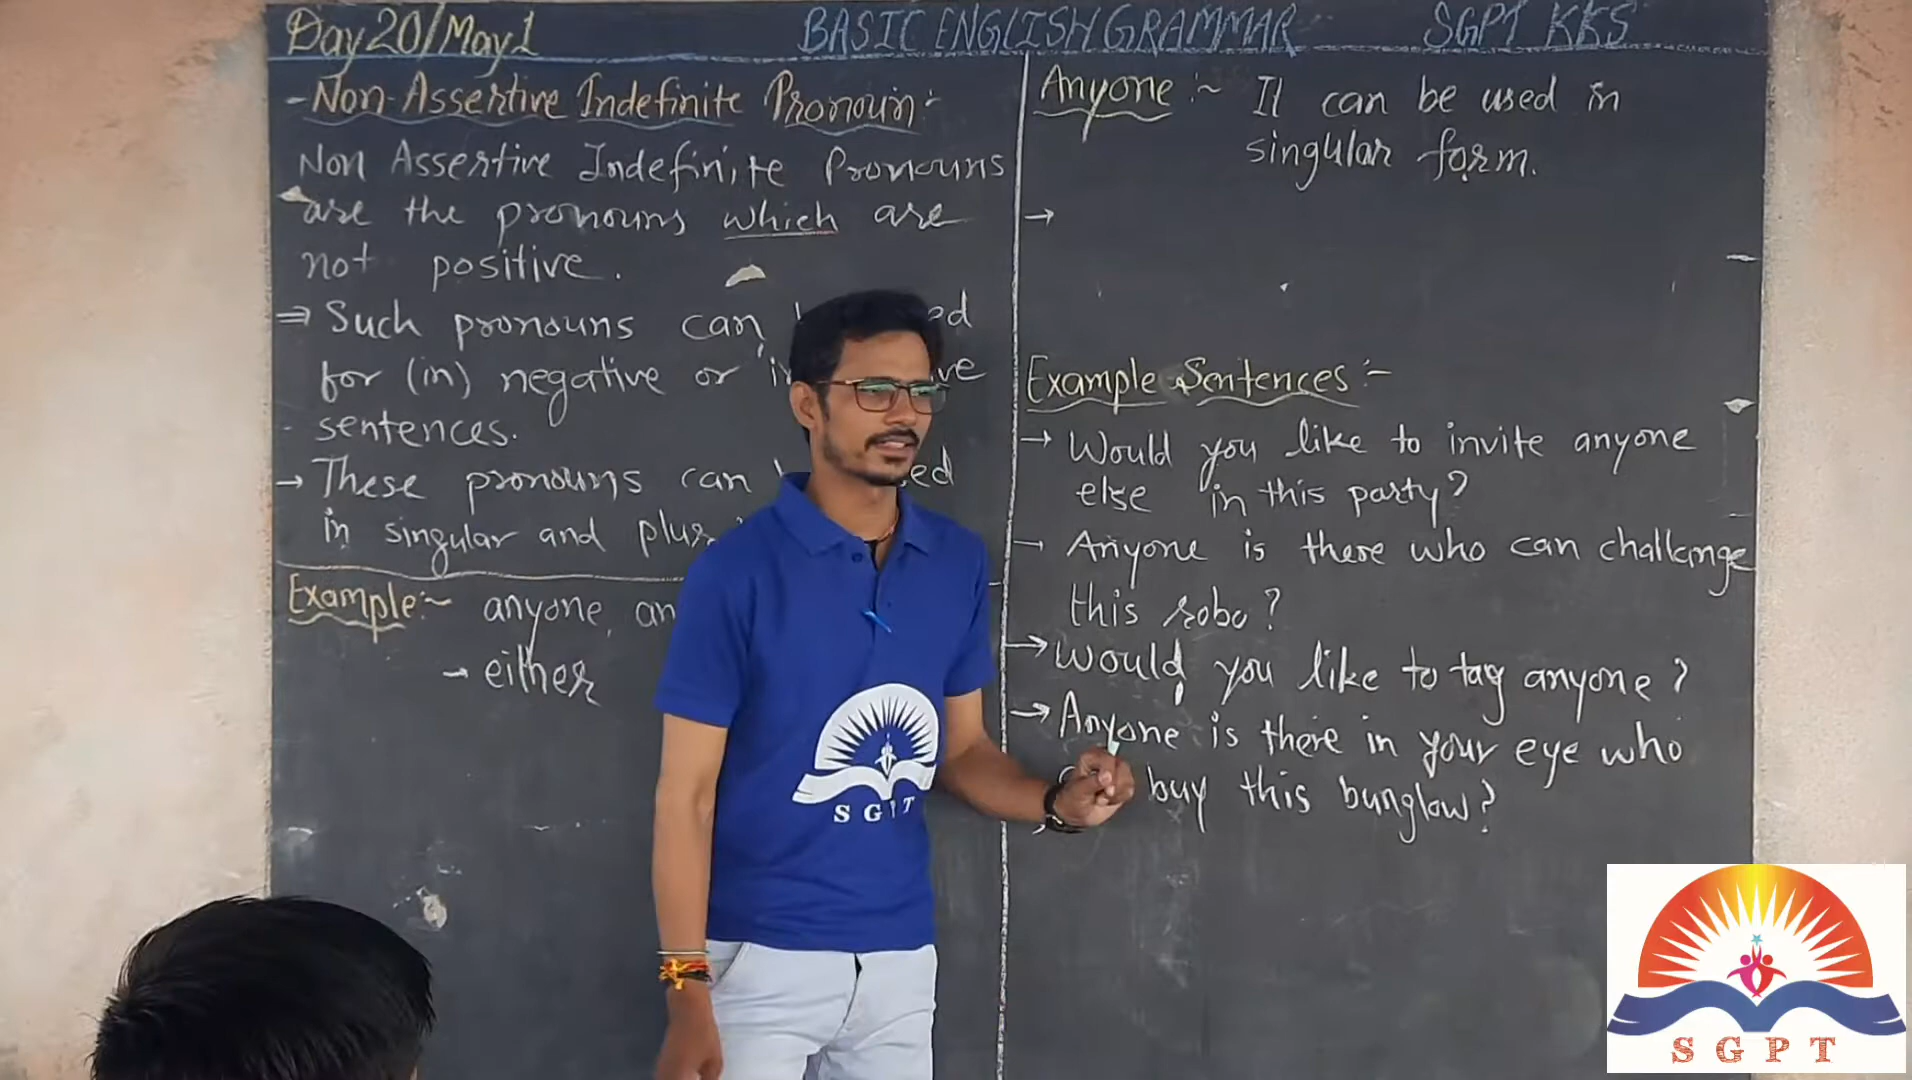 Day 20/May 1 BASIC ENGLISH GRAMMAR SGPT KKS
- Non-Assertive Indefinite Pronoun:-
Non Assertive Indefinite Pronouns
are the pronouns which are
not positive.
⇒ Such pronouns can
for (in) negative or
sentences.
→ These pronouns can
in singular and
Example:~ anyone,
→ either
Anyone:~ It can be used in
singular form.
→
Example Sentences:-
→ Would you like to invite anyone
else in this party?
→ Anyone is there who can challenge
this robo?
→ Would you like to tag anyone?
→ Anyone is there in your eye who
buy this bunglow?
SGPT
SGPT